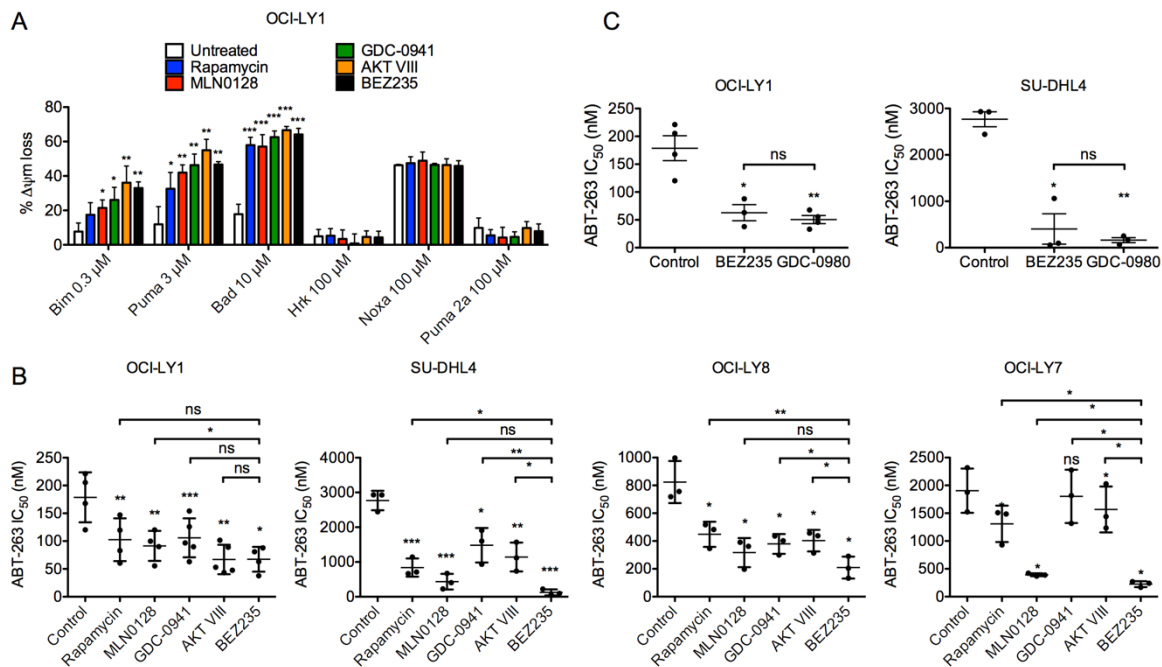 A
OCI-LY1
Untreated
Rapamycin
MLN0128
GDC-0941
AKT VIII
BEZ235
% Δψm loss
80
60
40
20
0
* * ** **
* ** ** ** **
*** *** *** *** ***
Bim 0.3 µM
Puma 3 µM
Bad 10 µM
Hrk 100 µM
Noxa 100 µM
Puma 2a 100 µM
C
OCI-LY1
ABT-263 IC50 (nM)
250
200
150
100
50
0
ns
* **
Control BEZ235 GDC-0980
SU-DHL4
ABT-263 IC50 (nM)
3000
2000
1000
0
ns
* **
Control BEZ235 GDC-0980
B
OCI-LY1
ABT-263 IC50 (nM)
250
200
150
100
50
0
ns
*
ns
ns
** ** *** ** *
Control
Rapamycin
MLN0128
GDC-0941
AKT VIII
BEZ235
SU-DHL4
ABT-263 IC50 (nM)
4000
3000
2000
1000
0
*
ns
**
*
*** *** * ** ***
Control
Rapamycin
MLN0128
GDC-0941
AKT VIII
BEZ235
OCI-LY8
ABT-263 IC50 (nM)
1000
800
600
400
200
0
**
ns
*
*
* * * * *
Control
Rapamycin
MLN0128
GDC-0941
AKT VIII
BEZ235
OCI-LY7
ABT-263 IC50 (nM)
2500
2000
1500
1000
500
0
*
*
*
*
* * ns * *
Control
Rapamycin
MLN0128
GDC-0941
AKT VIII
BEZ235